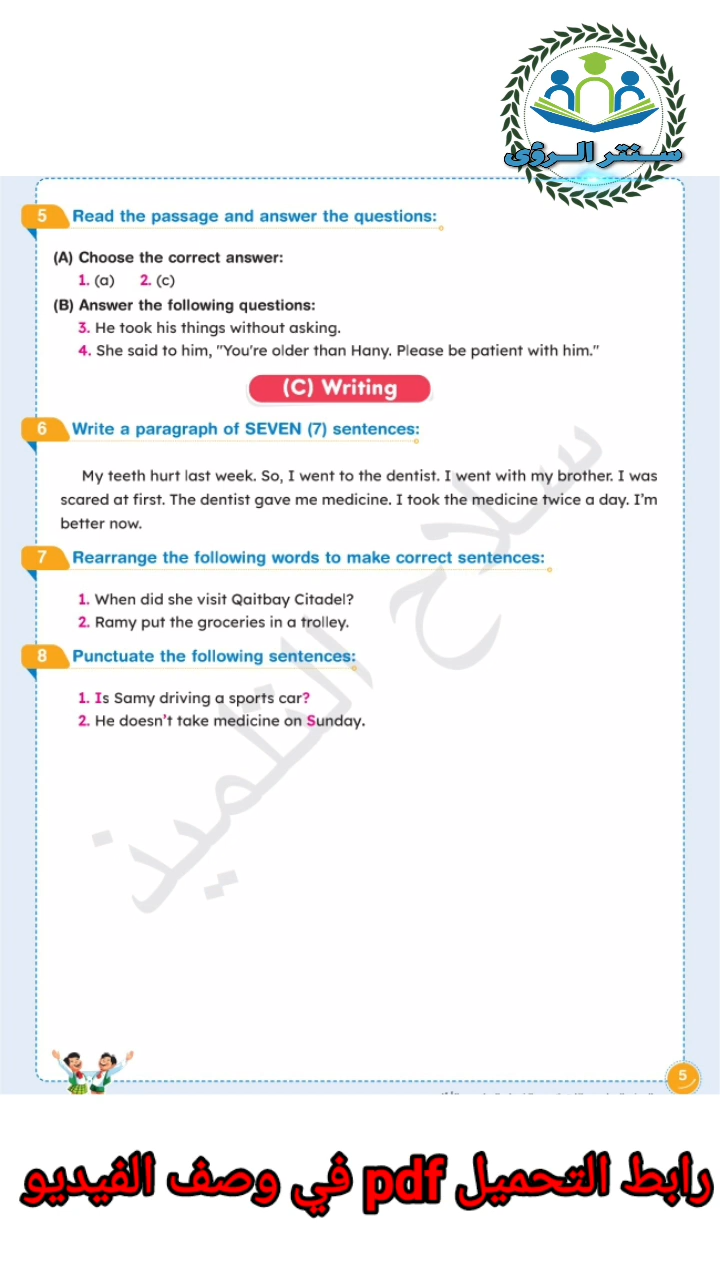 سنتر الرؤى
5 Read the passage and answer the questions:
(A) Choose the correct answer:
1. (a) 2. (c)
(B) Answer the following questions:
3. He took his things without asking.
4. She said to him, "You're older than Hany. Please be patient with him."
(C) Writing
6 Write a paragraph of SEVEN (7) sentences:
My teeth hurt last week. So, I went to the dentist. I went with my brother. I was
scared at first. The dentist gave me medicine. I took the medicine twice a day. I'm
better now.
7 Rearrange the following words to make correct sentences:
1. When did she visit Qaitbay Citadel?
2. Ramy put the groceries in a trolley.
8 Punctuate the following sentences:
1. Is Samy driving a sports car?
2. He doesn't take medicine on Sunday.
سلاح التلميذ
5
رابط التحميل pdf في وصف الفيديو